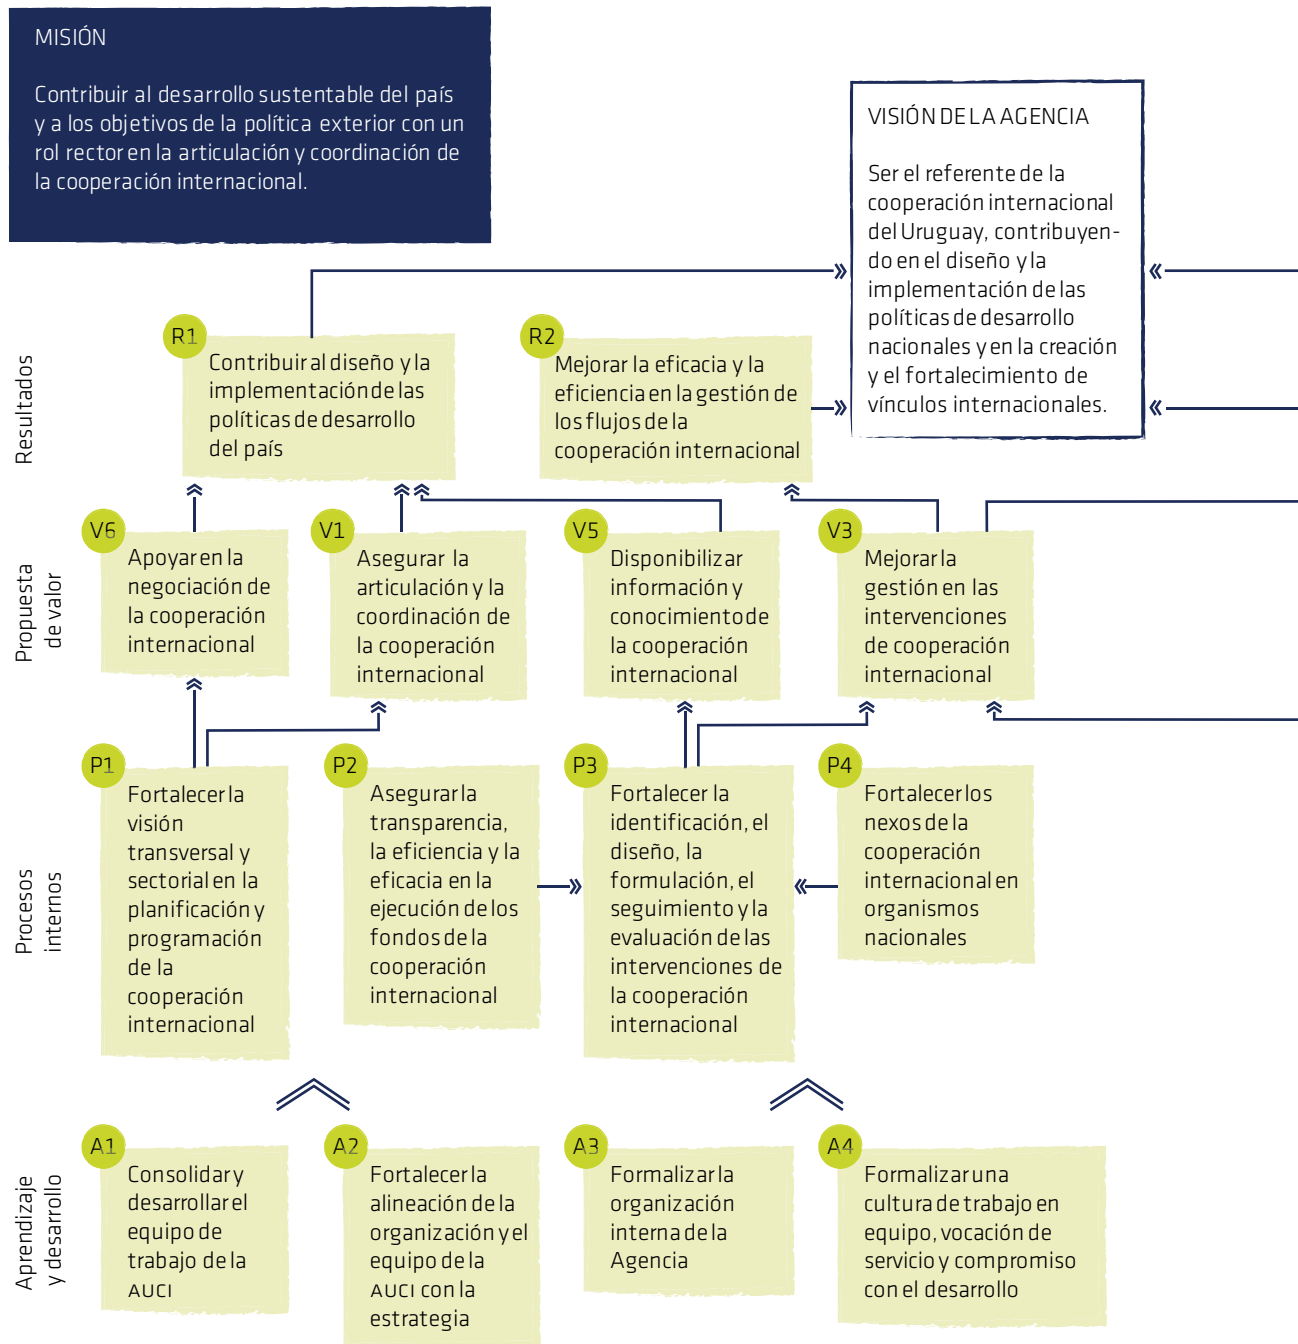 MISIÓN
Contribuir al desarrollo sustentable del país
y a los objetivos de la política exterior con un
rol rector en la articulación y coordinación de
la cooperación internacional.
VISIÓN DE LA AGENCIA
Ser el referente de la
cooperación internacional
del Uruguay, contribuyen-
do en el diseño y la
implementación de las
políticas de desarrollo
nacionales y en la creación
y el fortalecimiento de
vínculos internacionales.
Resultados
R1
Contribuir al diseño y la
implementación de las
políticas de desarrollo
del país
R2
Mejorar la eficacia y la
eficiencia en la gestión de
los flujos de la
cooperación internacional
Propuesta
de valor
V6
Apoyar en la
negociación de
la cooperación
internacional
V1
Asegurar la
articulación y la
coordinación de
la cooperación
internacional
V5
Disponibilizar
información y
conocimiento de
la cooperación
internacional
V3
Mejorar la
gestión en las
intervenciones
de cooperación
internacional
Procesos
internos
P1
Fortalecer la
visión
transversal y
sectorial en la
planificación y
programación
de la
cooperación
internacional
P2
Asegurar la
transparencia,
la eficiencia y la
eficacia en la
ejecución de los
fondos de la
cooperación
internacional
P3
Fortalecer la
identificación, el
diseño, la
formulación, el
seguimiento y la
evaluación de las
intervenciones de
la cooperación
internacional
P4
Fortalecer los
nexos de la
cooperación
internacional en
organismos
nacionales
Aprendizaje
y desarrollo
A1
Consolidar y
desarrollar el
equipo de
trabajo de la
AUCI
A2
Fortalecer la
alineación de la
organización y el
equipo de la
AUCI con la
estrategia
A3
Formalizar la
organización
interna de la
Agencia
A4
Formalizar una
cultura de trabajo en
equipo, vocación de
servicio y compromiso
con el desarrollo